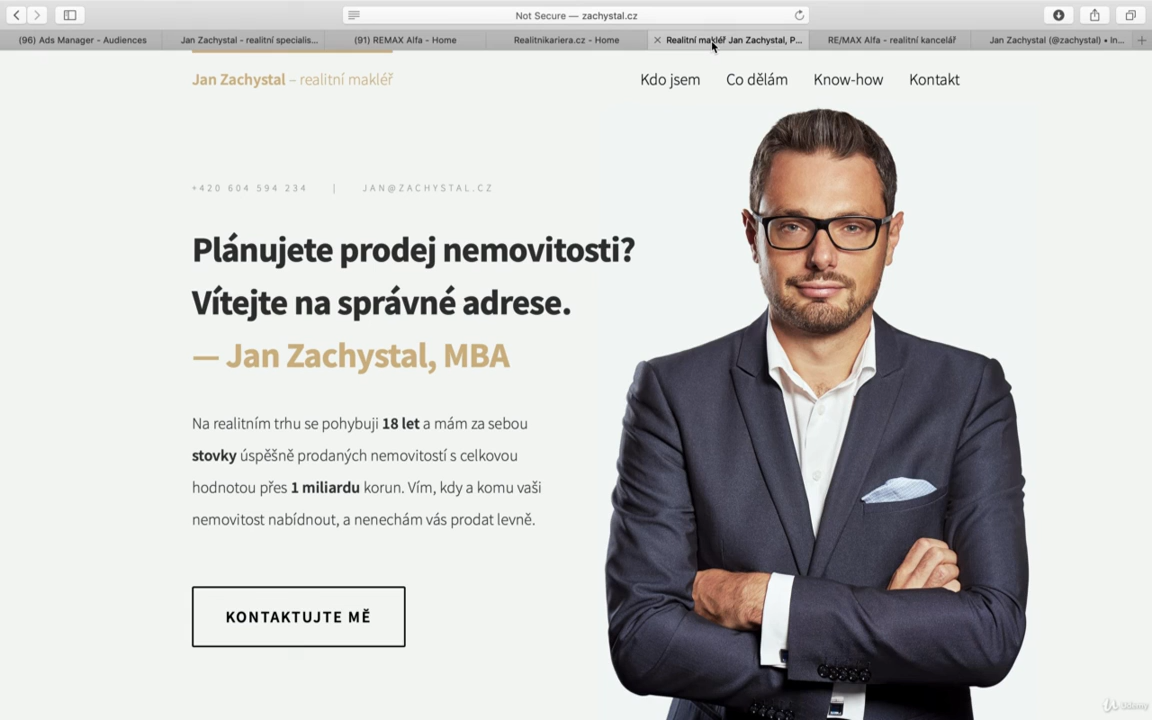 Not Secure — zachystal.cz
(96) Ads Manager - Audiences
Jan Zachystal - realitní specialis...
(91) REMAX Alfa - Home
Realitnikariera.cz - Home
Realitní makléř Jan Zachystal, P...
RE/MAX Alfa - realitní kancelář
Jan Zachystal (@zachystal) • In...
Jan Zachystal – realitní makléř
Kdo jsem
Co dělám
Know-how
Kontakt
+420 604 594 234 | JAN@ZACHYSTAL.CZ
Plánujete prodej nemovitosti?
Vítejte na správné adrese.
— Jan Zachystal, MBA
Na realitním trhu se pohybuji 18 let a mám za sebou
stovky úspěšně prodaných nemovitostí s celkovou
hodnotou přes 1 miliardu korun. Vím, kdy a komu vaši
nemovitost nabídnout, a nenechám vás prodat levně.
KONTAKTUJTE MĚ
Udemy